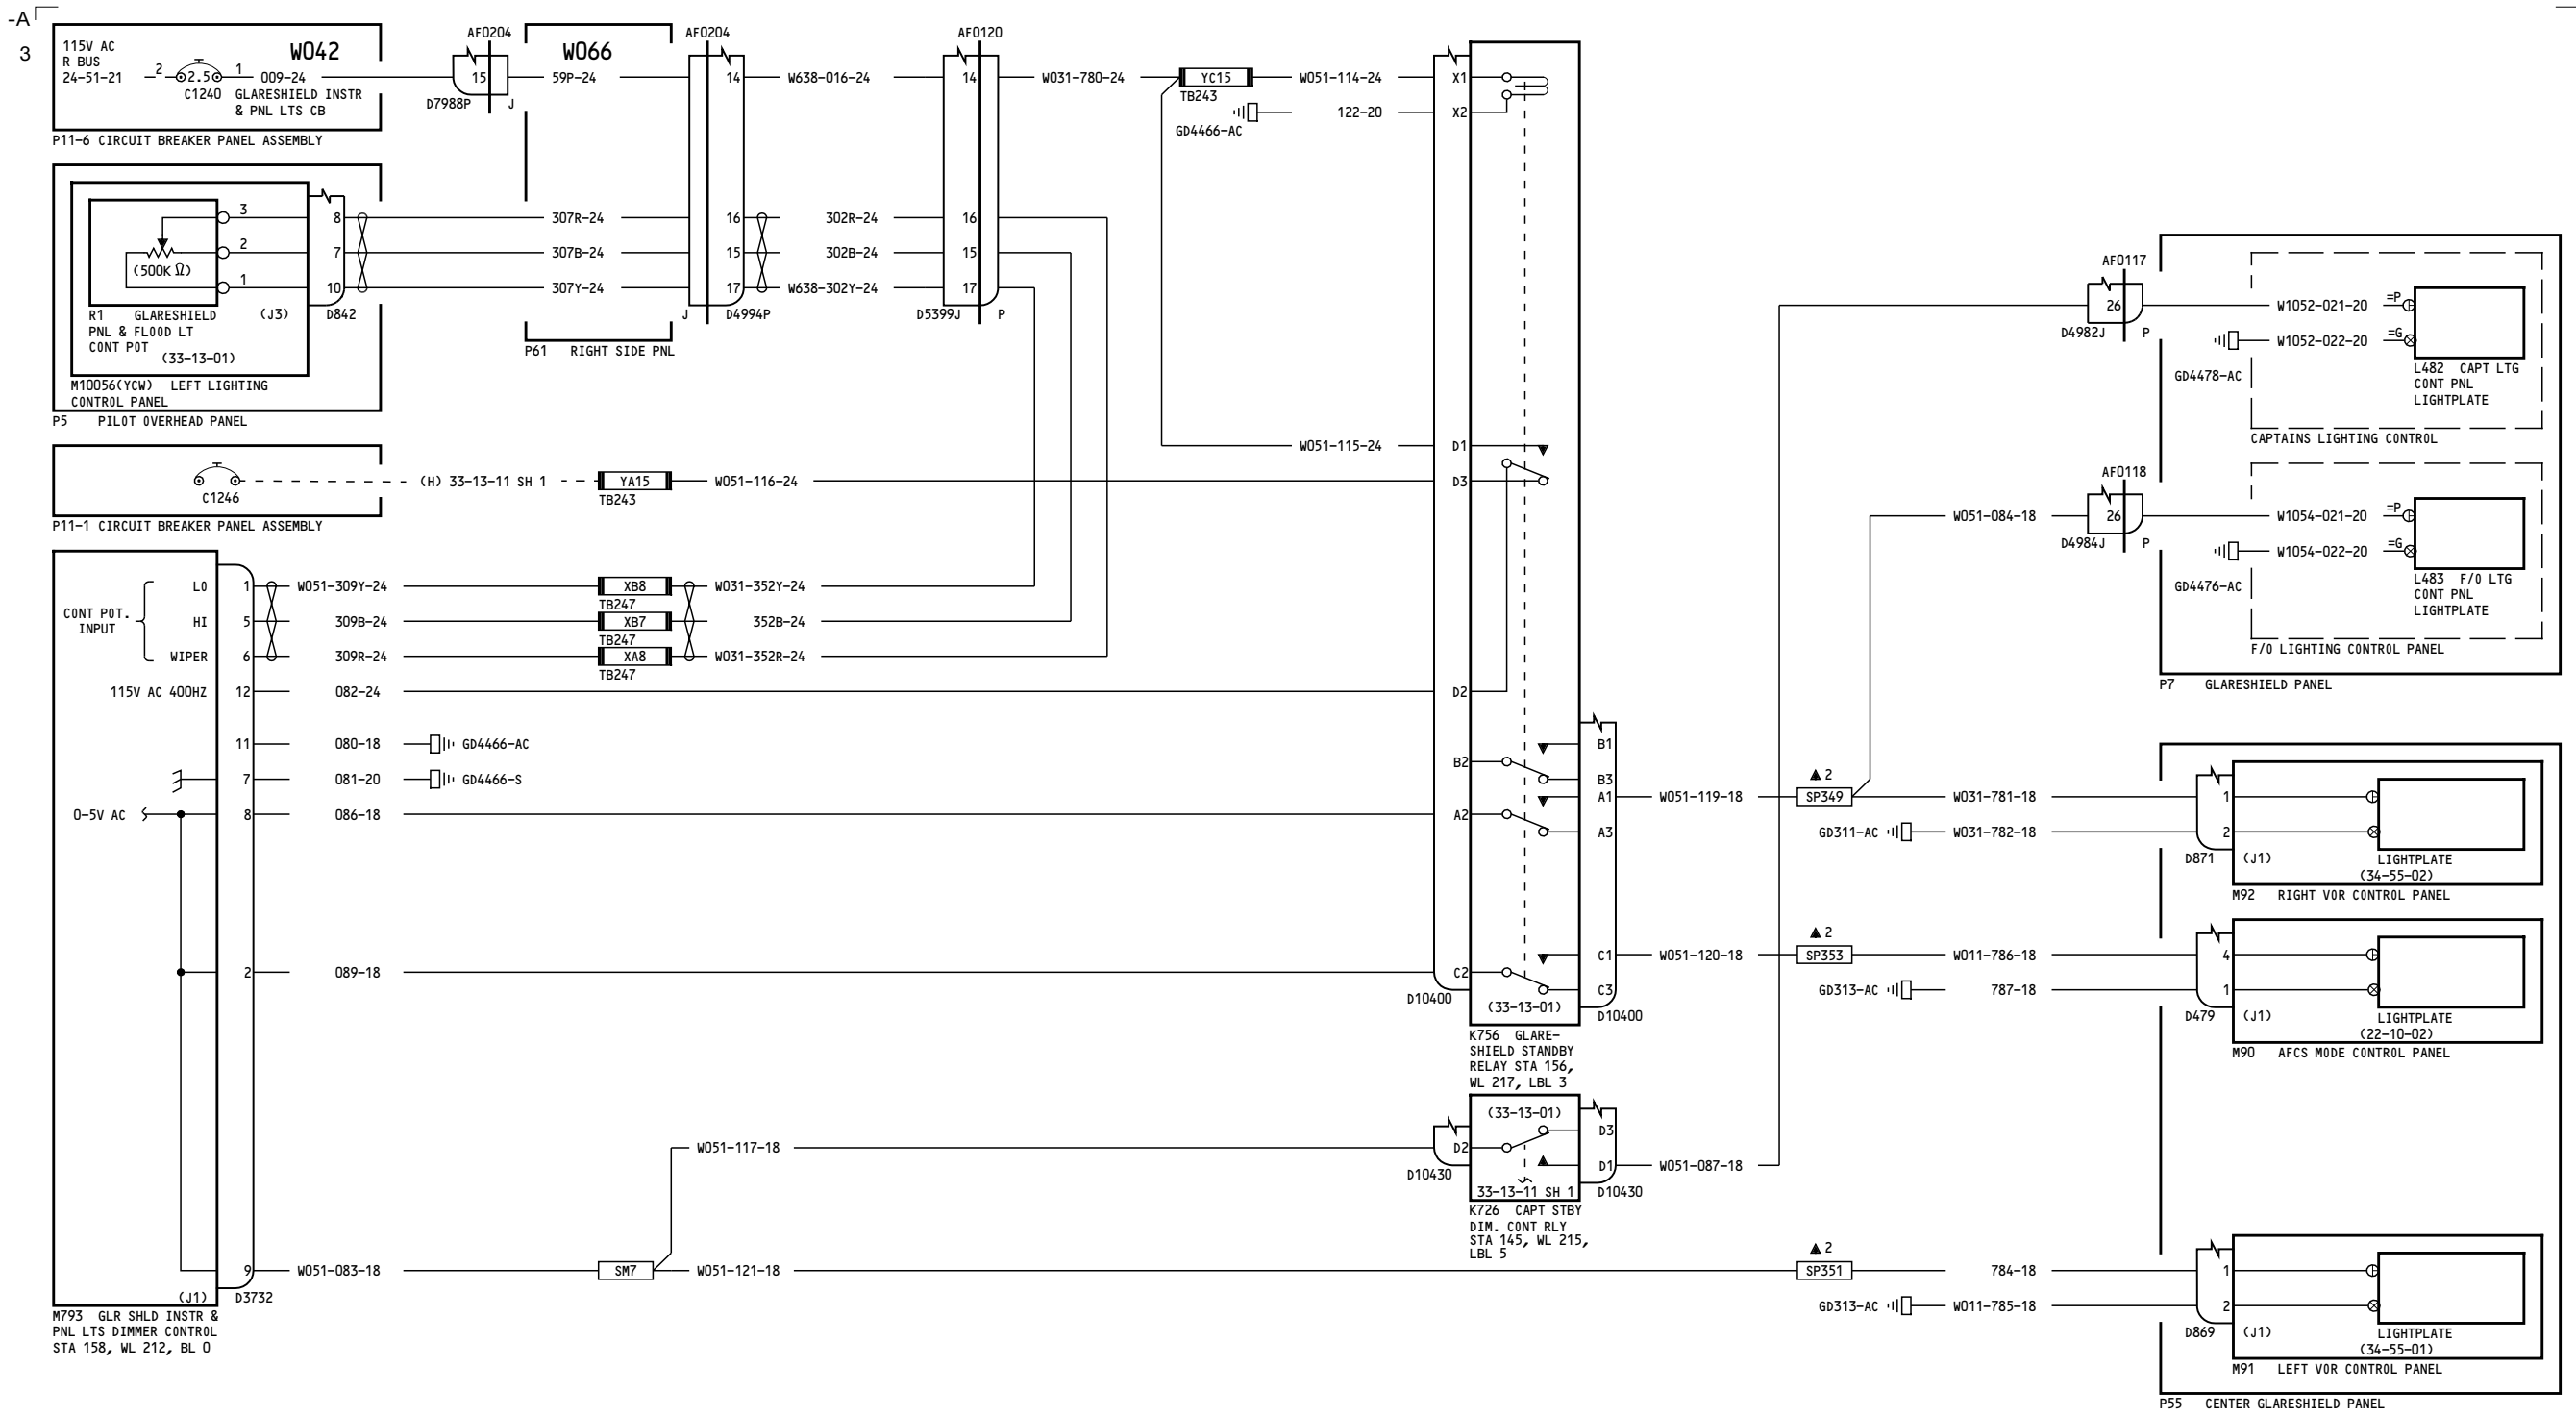 -A
3
115V AC
R BUS
24-51-21
2
2.5
1
C1240
W042
009-24
GLARESHIELD INSTR
& PNL LTS CB
P11-6 CIRCUIT BREAKER PANEL ASSEMBLY
AF0204
15
D7988P
J
W066
59P-24
AF0204
14
W638-016-24
AF0120
14
W031-780-24
YC15
TB243
W051-114-24
X1
GD4466-AC
122-20
X2
3
2
1
(500K Ω)
R1 GLARESHIELD
PNL & FLOOD LT
CONT POT
(33-13-01)
(J3)
8
7
10
D842
M10056(YCW) LEFT LIGHTING
CONTROL PANEL
P5 PILOT OVERHEAD PANEL
307R-24
307B-24
307Y-24
P61 RIGHT SIDE PNL
16
15
17
J
D4994P
302R-24
302B-24
W638-302Y-24
16
15
17
D5399J
P
C1246
P11-1 CIRCUIT BREAKER PANEL ASSEMBLY
(H) 33-13-11 SH 1
YA15
TB243
W051-116-24
W051-115-24
D1
D3
CONT POT.
INPUT
LO
HI
WIPER
115V AC 400HZ
0-5V AC
1
5
6
12
11
7
8
2
9
(J1)
D3732
M793 GLR SHLD INSTR &
PNL LTS DIMMER CONTROL
STA 158, WL 212, BL 0
W051-309Y-24
309B-24
309R-24
082-24
080-18
GD4466-AC
081-20
GD4466-S
086-18
089-18
W051-083-18
XB8
TB247
XB7
TB247
XA8
TB247
W031-352Y-24
352B-24
W031-352R-24
D2
B2
A2
C2
D10400
B1
B3
A1
A3
C1
C3
(33-13-01)
D10400
K756 GLARE-
SHIELD STANDBY
RELAY STA 156,
WL 217, LBL 3
SM7
W051-117-18
W051-121-18
D2
D10430
(33-13-01)
D3
D1
33-13-11 SH 1
D10430
K726 CAPT STBY
DIM. CONT RLY
STA 145, WL 215,
LBL 5
W051-119-18
W051-120-18
W051-087-18
▲ 2
SP349
▲ 2
SP353
▲ 2
SP351
AF0117
26
D4982J
P
W1052-021-20
=P
W1052-022-20
=G
GD4478-AC
L482 CAPT LTG
CONT PNL
LIGHTPLATE
CAPTAINS LIGHTING CONTROL
W051-084-18
AF0118
26
D4984J
P
W1054-021-20
=P
W1054-022-20
=G
GD4476-AC
L483 F/O LTG
CONT PNL
LIGHTPLATE
F/O LIGHTING CONTROL PANEL
P7 GLARESHIELD PANEL
W031-781-18
1
GD311-AC
W031-782-18
2
D871
(J1)
LIGHTPLATE
(34-55-02)
M92 RIGHT VOR CONTROL PANEL
W011-786-18
4
GD313-AC
787-18
1
D479
(J1)
LIGHTPLATE
(22-10-02)
M90 AFCS MODE CONTROL PANEL
784-18
1
GD313-AC
W011-785-18
2
D869
(J1)
LIGHTPLATE
(34-55-01)
M91 LEFT VOR CONTROL PANEL
P55 CENTER GLARESHIELD PANEL